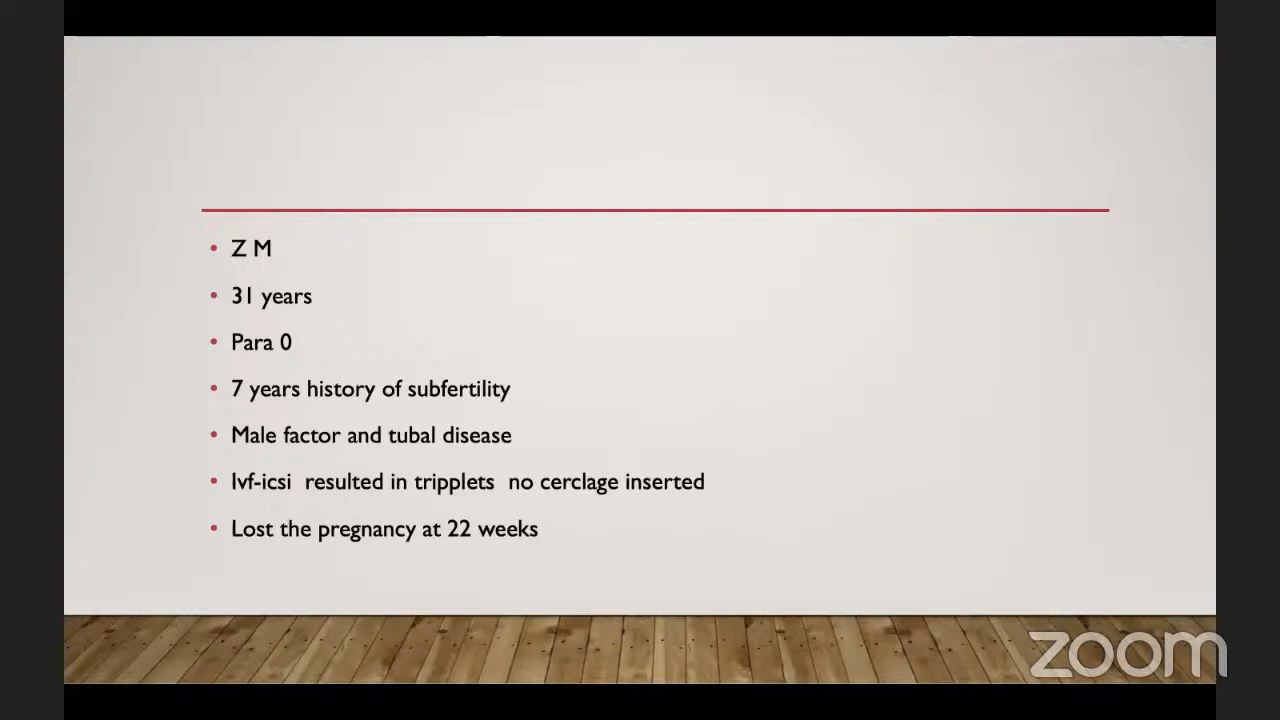 Z M
31 years
Para 0
7 years history of subfertility
Male factor and tubal disease
Ivf-icsi resulted in tripplets no cerclage inserted
Lost the pregnancy at 22 weeks
zoom